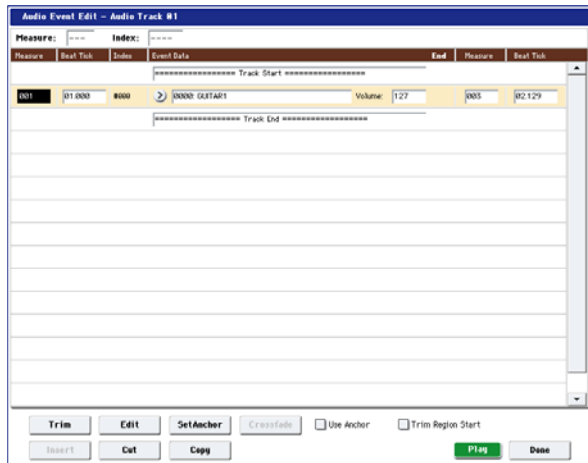 Audio Event Edit – Audio Track #1
Measure: --- Index: ----
Measure Beat Tick Index Event Data End Measure Beat Tick
================== Track Start ==================
001 01.000 #000 0000: GUITAR1 Volume: 127 003 02.129
=================== Track End ===================
Trim Edit SetAnchor Crossfade Use Anchor Trim Region Start
Insert Cut Copy Play Done